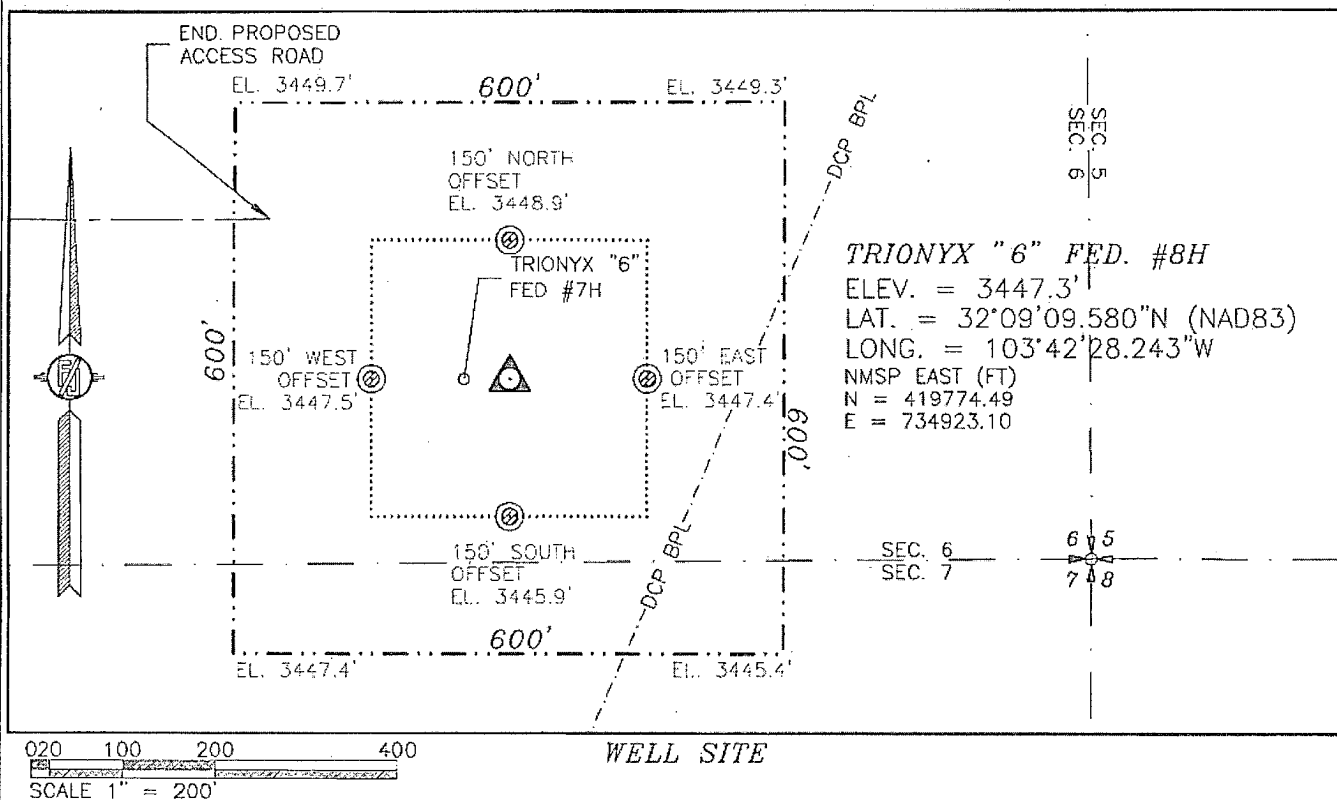 END. PROPOSED
ACCESS ROAD
EL. 3449.7'
600'
EL. 3449.3'
DCP BPL
SEC. 5
SEC. 6
150' NORTH
OFFSET
EL. 3448.9'
TRIONYX "6"
FED #7H
TRIONYX "6" FED. #8H
ELEV. = 3447.3'
LAT. = 32°09'09.580"N (NAD83)
LONG. = 103°42'28.243"W
NMSP EAST (FT)
N = 419774.49
E = 734923.10
600'
150' WEST
OFFSET
EL. 3447.5'
150' EAST
OFFSET
EL. 3447.4'
600'
150' SOUTH
OFFSET
EL. 3445.9'
DCP BPL
SEC. 6
SEC. 7
6 5
7 8
600'
EL. 3447.4'
EL. 3445.4'
020 100 200 400
SCALE 1" = 200'
WELL SITE